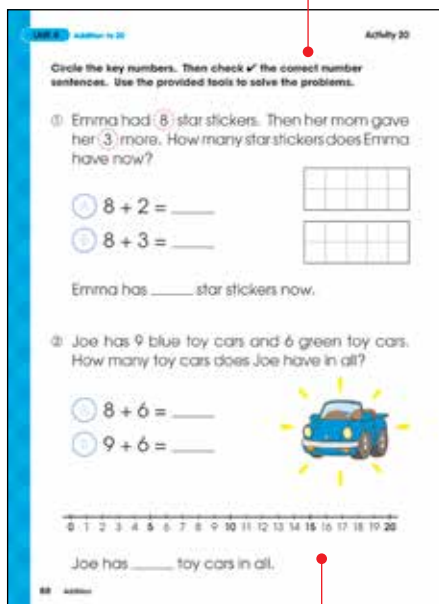 Unit 6 Addition to 20 Activity 20
Circle the key numbers. Then check ✔ the correct number
sentences. Use the provided tools to solve the problems.
① Emma had 8 star stickers. Then her mom gave
her 3 more. How many star stickers does Emma
have now?
A 8 + 2 = ____
B 8 + 3 = ____
Emma has ____ star stickers now.
② Joe has 9 blue toy cars and 6 green toy cars.
How many toy cars does Joe have in all?
A 8 + 6 = ____
B 9 + 6 = ____
0 1 2 3 4 5 6 7 8 9 10 11 12 13 14 15 16 17 18 19 20
Joe has ____ toy cars in all.
88 Addition